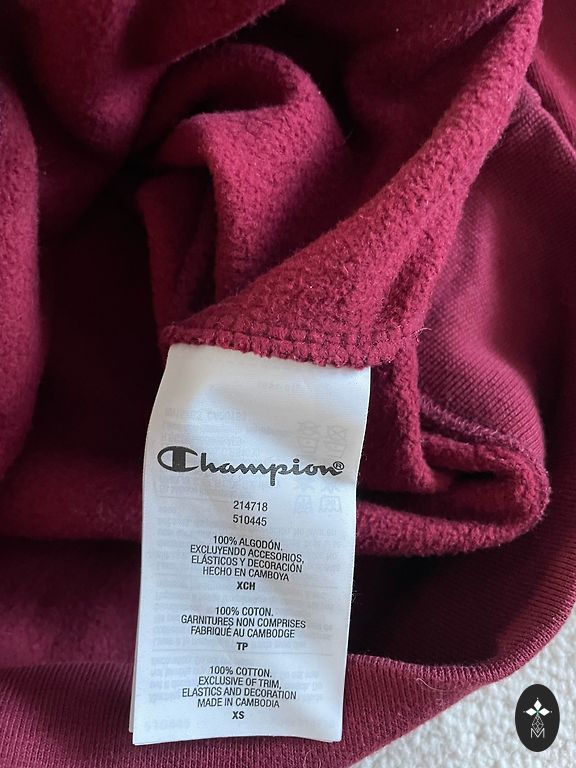 Champion®
214718
510445
100% ALGODÓN.
EXCLUYENDO ACCESORIOS,
ELÁSTICOS Y DECORACIÓN
HECHO EN CAMBOYA
XCH
100% COTON.
GARNITURES NON COMPRISES
FABRIQUÉ AU CAMBODGE
TP
100% COTTON.
EXCLUSIVE OF TRIM,
ELASTICS AND DECORATION
MADE IN CAMBODIA
XS
M